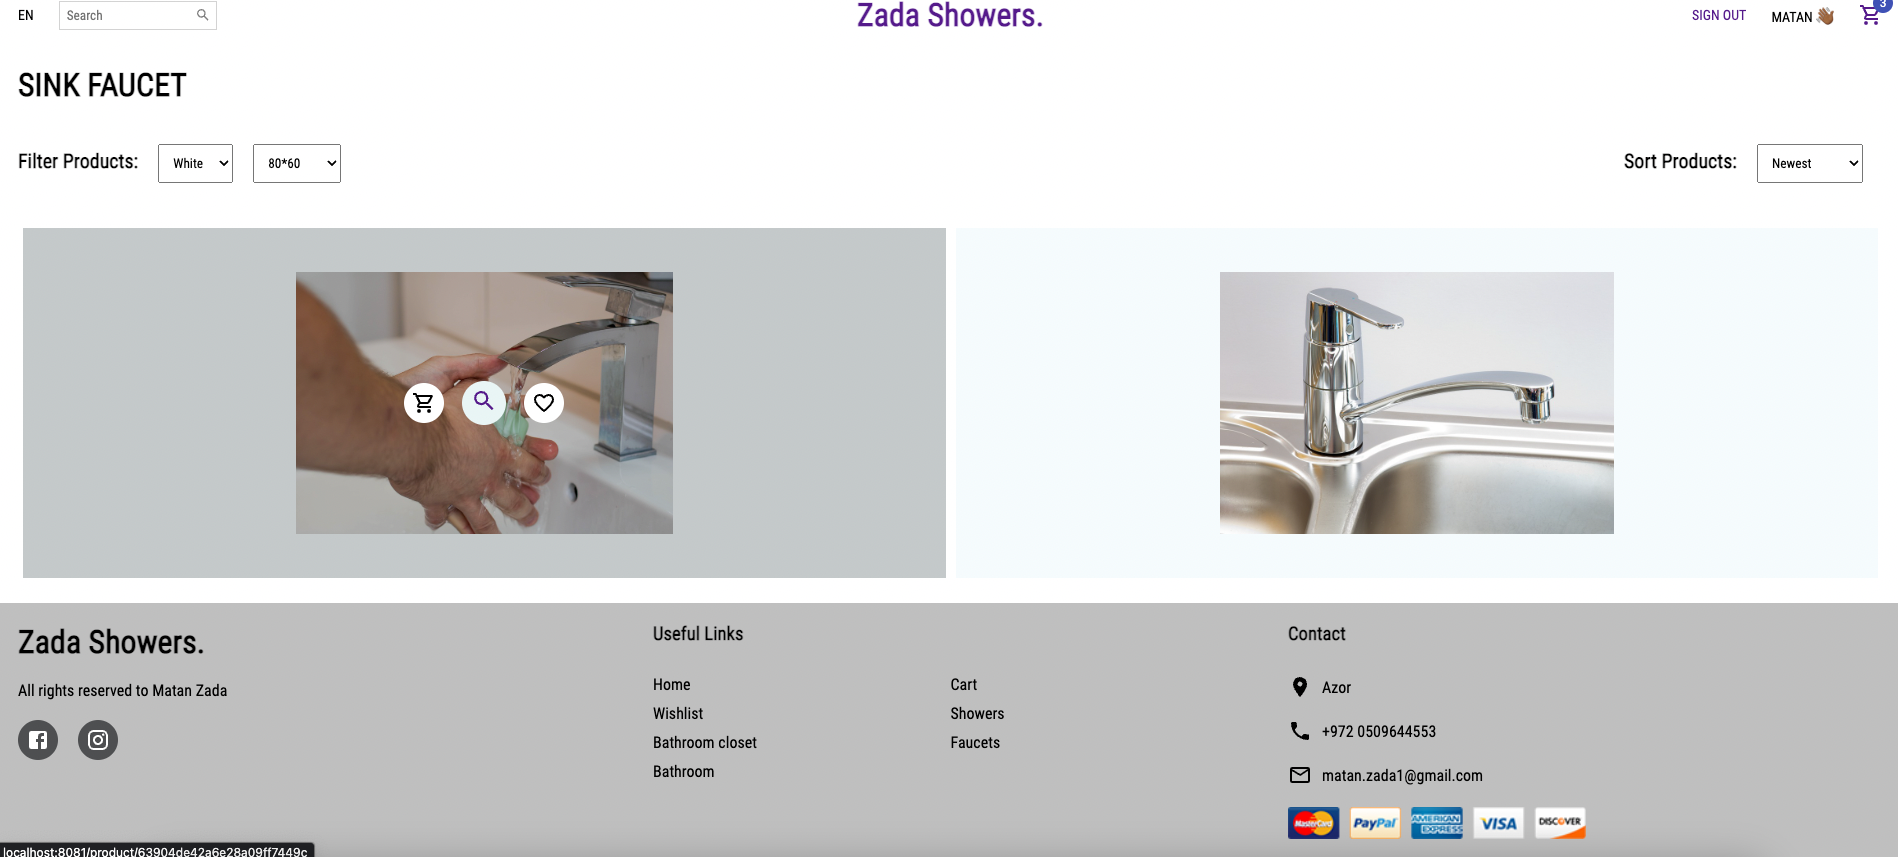 EN
Search
Zada Showers.
SIGN OUT
MATAN
3
SINK FAUCET
Filter Products:
White
80*60
Sort Products:
Newest
Zada Showers.
All rights reserved to Matan Zada
Useful Links
Home
Wishlist
Bathroom closet
Bathroom
Cart
Showers
Faucets
Contact
Azor
+972 0509644553
matan.zada1@gmail.com
MasterCard
PayPal
AMERICAN EXPRESS
VISA
DISCOVER
localhost:8081/product/63904de42a6e28a09ff7449c